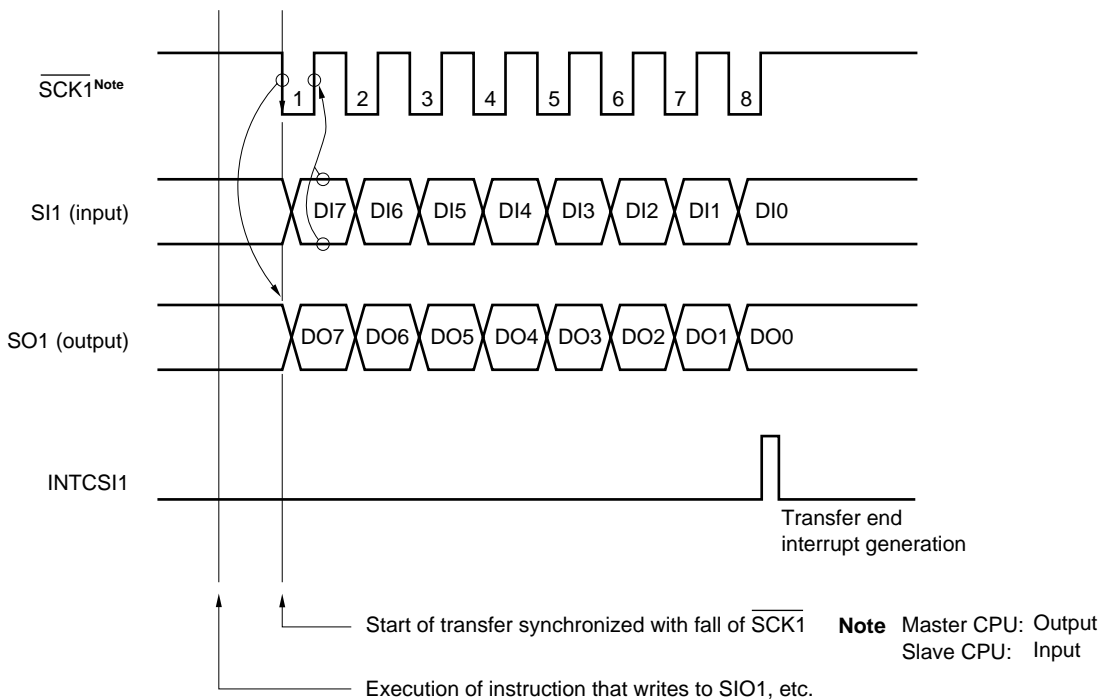 SCK1 Note
1 2 3 4 5 6 7 8
SI1 (input)
DI7 DI6 DI5 DI4 DI3 DI2 DI1 DI0
SO1 (output)
DO7 DO6 DO5 DO4 DO3 DO2 DO1 DO0
INTCSI1
Transfer end
interrupt generation
Start of transfer synchronized with fall of SCK1
Note Master CPU: Output
Slave CPU: Input
Execution of instruction that writes to SIO1, etc.